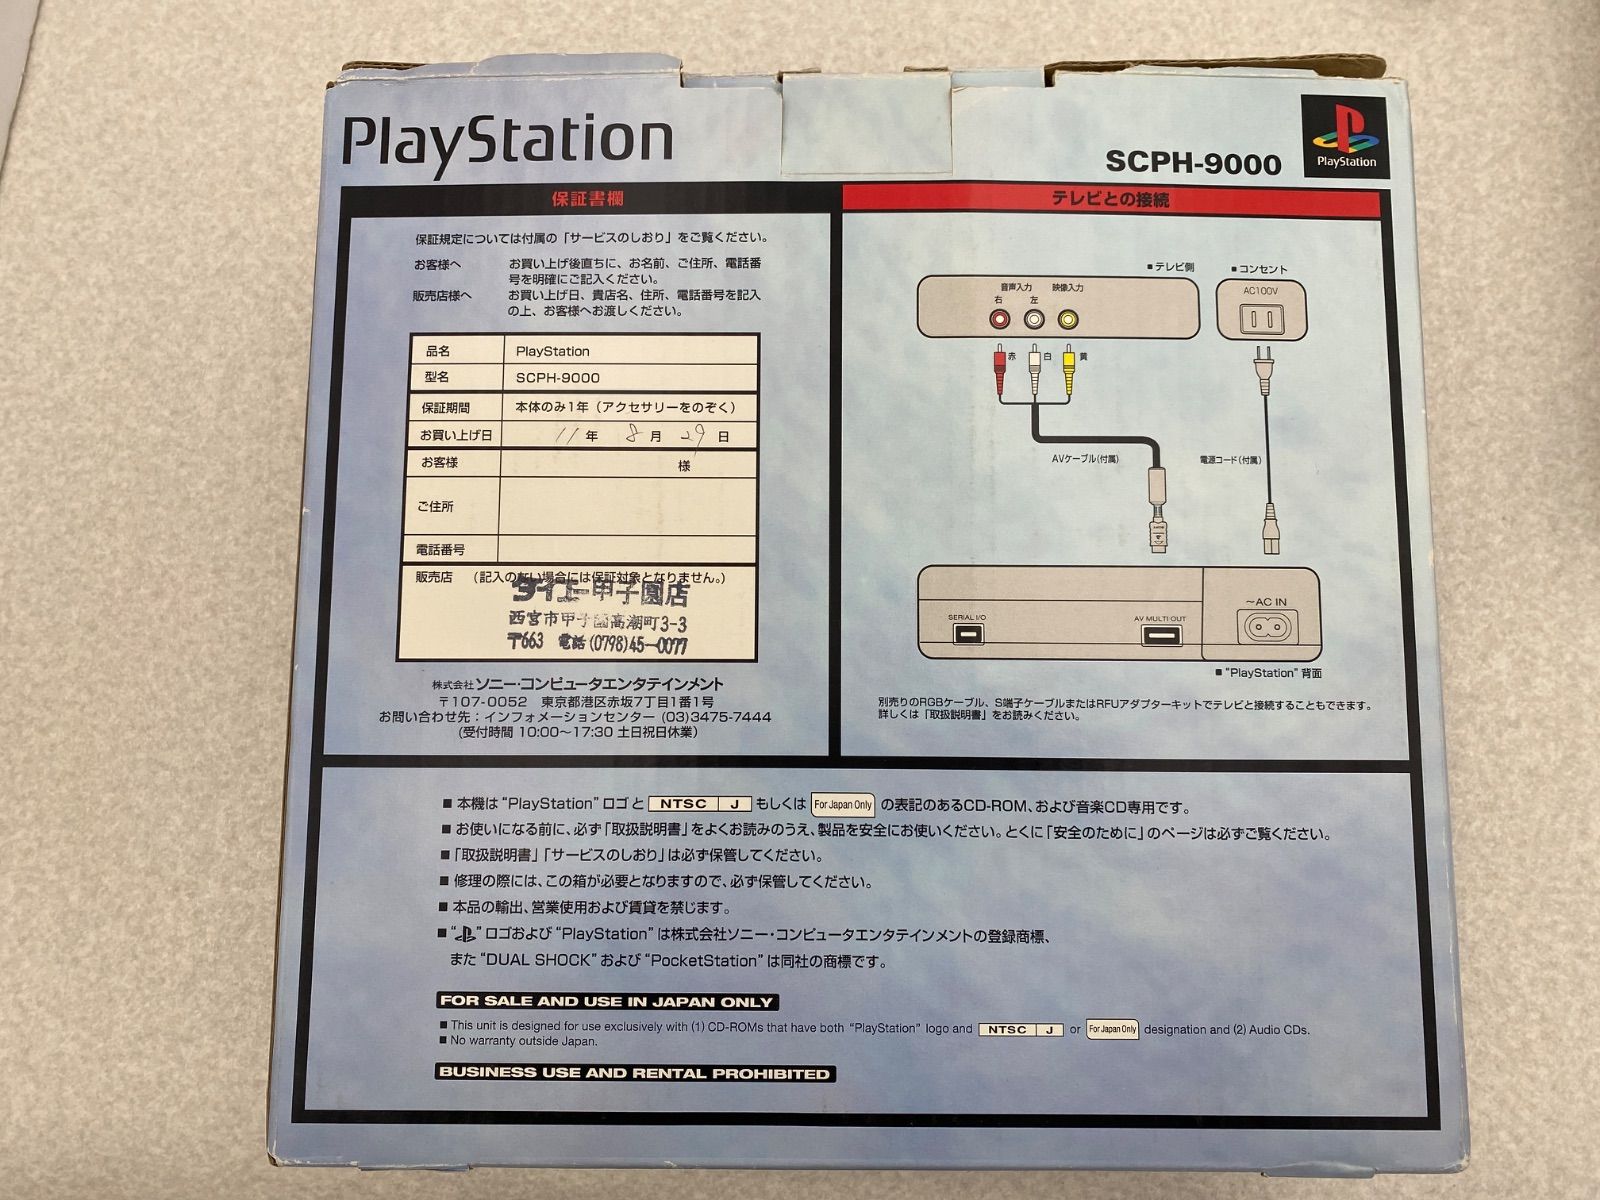 PlayStation
SCPH-9000
PlayStation
保証書欄
保証規定については付属の「サービスのしおり」をご覧ください。
お客様へ お買い上げ後直ちに、お名前、ご住所、電話番
号を明確にご記入ください。
販売店様へ お買い上げ日、貴店名、住所、電話番号を記入
の上、お客様へお渡しください。
品名 PlayStation
型名 SCPH-9000
保証期間 本体のみ1年（アクセサリーをのぞく）
お買い上げ日 11年 8月 29日
お客様 様
ご住所
電話番号
販売店 （記入のない場合には保証対象となりません。）
ダイエー甲子園店
西宮市甲子園高潮町3-3
〒663 電話(0798)45-0077
株式会社ソニー・コンピュータエンタテインメント
〒107-0052 東京都港区赤坂7丁目1番1号
お問い合わせ先：インフォメーションセンター (03)3475-7444
(受付時間 10:00〜17:30 土日祝日休業)
テレビとの接続
■テレビ側
■コンセント
音声入力 映像入力
右 左
AC100V
赤 白 黄
AVケーブル(付属)
電源コード(付属)
SERIAL I/O
AV MULTI OUT
〜AC IN
■"PlayStation" 背面
別売りのRGBケーブル、S端子ケーブルまたはRFUアダプターキットでテレビと接続することもできます。
詳しくは「取扱説明書」をお読みください。
■本機は "PlayStation" ロゴと NTSC J もしくは For Japan Only の表記のあるCD-ROM、および音楽CD専用です。
■お使いになる前に、必ず「取扱説明書」をよくお読みのうえ、製品を安全にお使いください。とくに「安全のために」のページは必ずご覧ください。
■「取扱説明書」「サービスのしおり」は必ず保管してください。
■修理の際には、この箱が必要となりますので、必ず保管してください。
■本品の輸出、営業使用および賃貸を禁じます。
■" " ロゴおよび "PlayStation" は株式会社ソニー・コンピュータエンタテインメントの登録商標、
また "DUAL SHOCK" および "PocketStation" は同社の商標です。
FOR SALE AND USE IN JAPAN ONLY
■This unit is designed for use exclusively with (1) CD-ROMs that have both "PlayStation" logo and NTSC J or For Japan Only designation and (2) Audio CDs.
■No warranty outside Japan.
BUSINESS USE AND RENTAL PROHIBITED